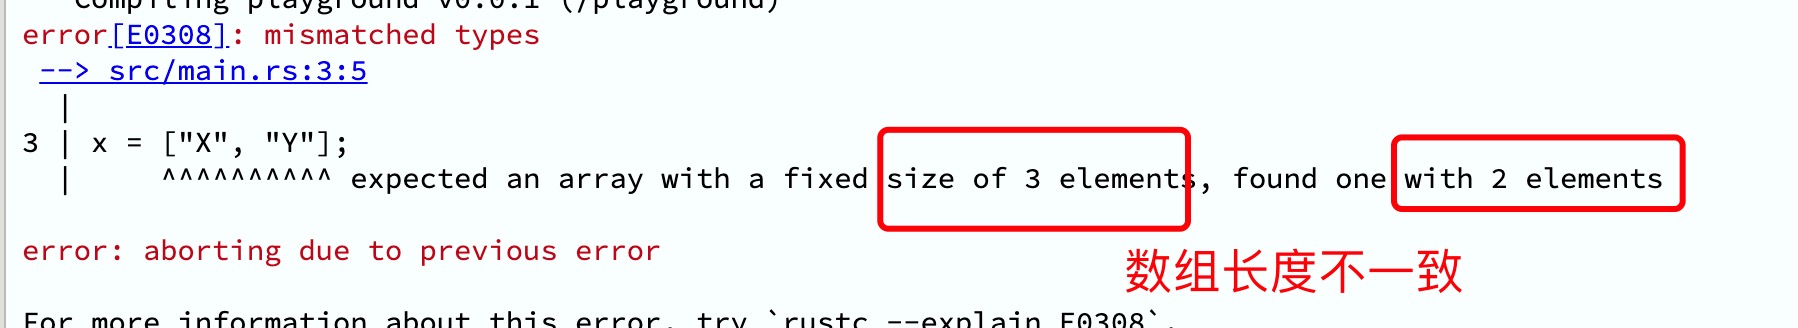 Compiling playground v0.0.1 (/playground)
error[E0308]: mismatched types
 --> src/main.rs:3:5
  |
3 | x = ["X", "Y"];
  |     ^^^^^^^^^^ expected an array with a fixed size of 3 elements, found one with 2 elements
error: aborting due to previous error
数组长度不一致
For more information about this error, try `rustc --explain E0308`.